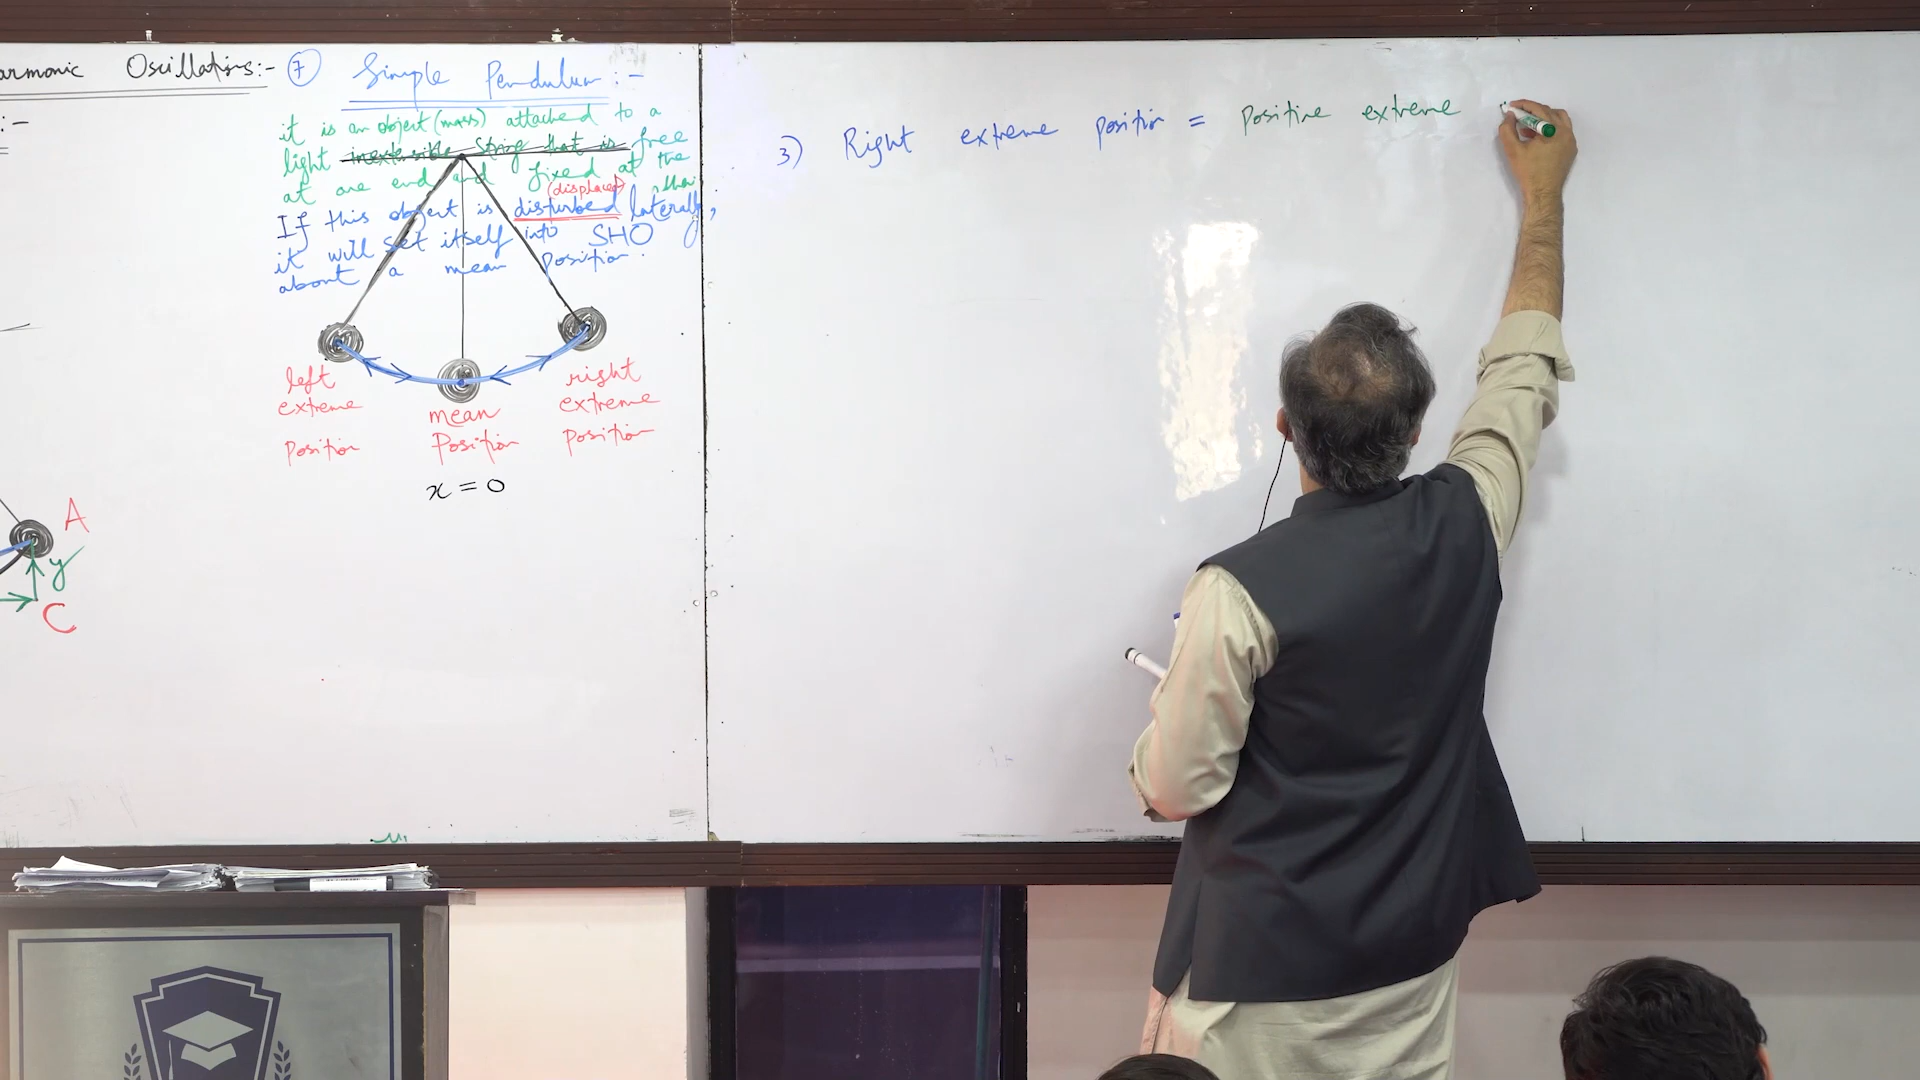 armonic Oscillations:-
:-
7 Simple Pendulum:-
it is an object (mass) attached to a
light inextensible string that is free
at one end and fixed at the
(displaced)
If this object is disturbed laterally,
it will set itself into SHO
about a mean position.
left extreme position
mean position
right extreme position
x = 0
A
y
C
3) Right extreme position = positive extreme